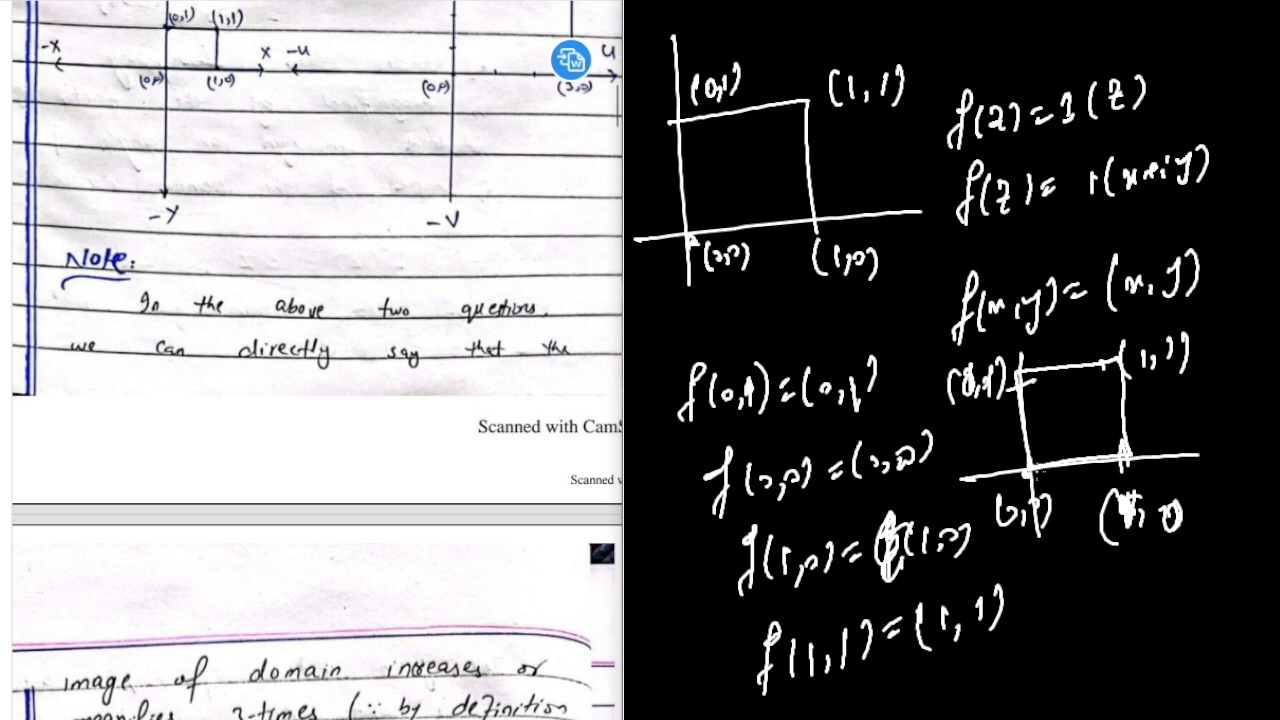 (0,1) (1,1)
-X X -U U
(0,0) (1,0) (0,0) (3,0)
-Y -V
Note:
In the above two questions,
we can directly say that the
Scanned with CamS
Scanned
image of domain increases or
3-times (∵ by definition
(0,1) (1,1)
(0,0) (1,0)
f(z) = 1(z)
f(z) = 1(x+iy)
f(x,y) = (x,y)
f(0,1) = (0,1)
f(0,0) = (0,0)
f(1,0) = (1,0)
f(1,1) = (1,1)
(0,1) (1,1)